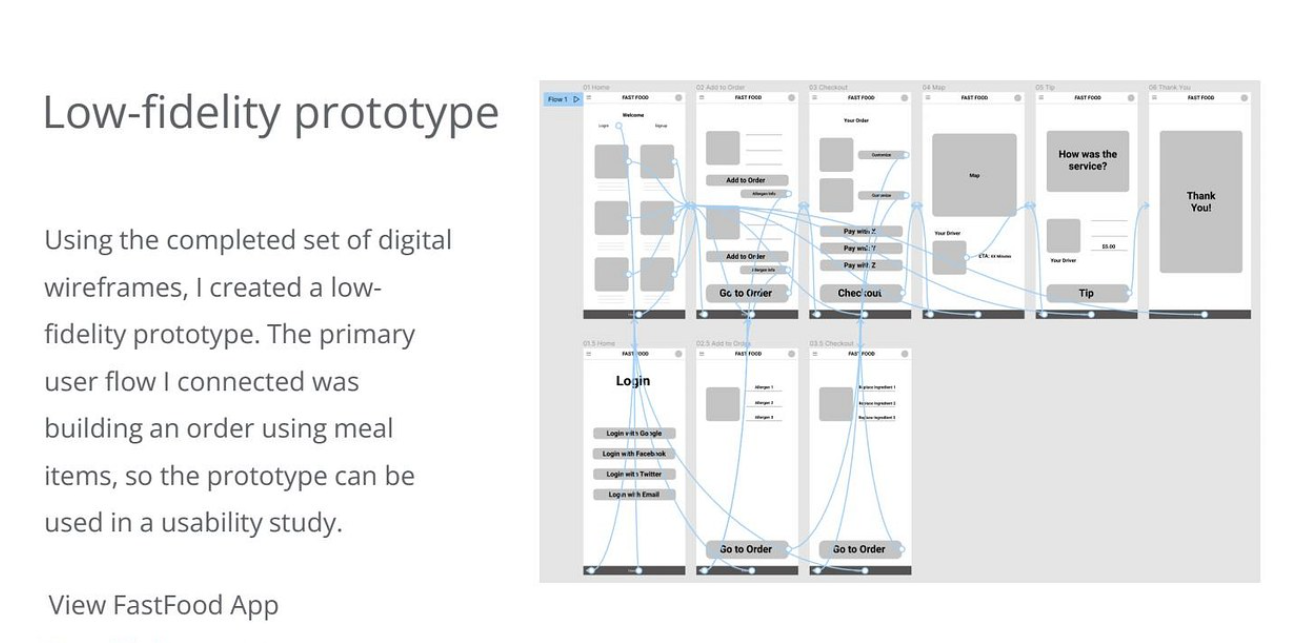 Low-fidelity prototype
Using the completed set of digital
wireframes, I created a low-
fidelity prototype. The primary
user flow I connected was
building an order using meal
items, so the prototype can be
used in a usability study.
View FastFood App
Flow 1
01 Home
FAST FOOD
Welcome
Login
Signup
02 Add to Order
FAST FOOD
Add to Order
Allergen Info
Add to Order
Allergen Info
Go to Order
03 Checkout
FAST FOOD
Your Order
Customize
Customize
Pay with
Pay with
Pay with Z
Checkout
04 Map
FAST FOOD
Map
Your Driver
ETA: XX Minutes
05 Tip
FAST FOOD
How was the
service?
$5.00
Your Driver
Tip
06 Thank You
FAST FOOD
Thank
You!
01.5 Home
FAST FOOD
Login
Login with Google
Login with Facebook
Login with Twitter
Login with Email
02.5 Add to Order
FAST FOOD
Allergen 1
Allergen 2
Allergen 3
Go to Order
03.5 Checkout
FAST FOOD
Replace Ingredient 1
Replace Ingredient 2
Replace Ingredient 3
Go to Order